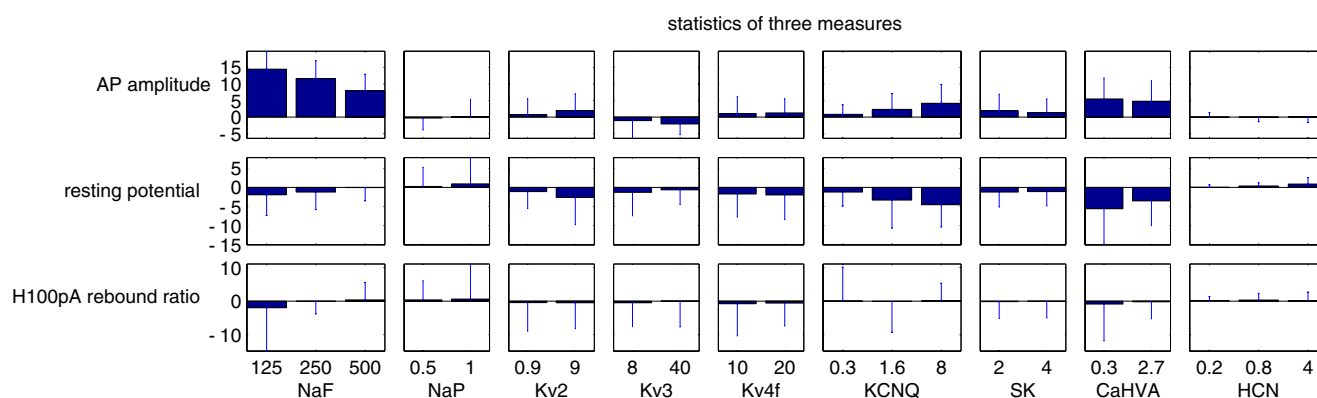 statistics of three measures
AP amplitude
15
10
5
0
- 5
resting potential
5
0
- 5
- 10
- 15
H100pA rebound ratio
10
0
- 10
125 250 500 0.5 1 0.9 9 8 40 10 20 0.3 1.6 8 2 4 0.3 2.7 0.2 0.8 4
NaF NaP Kv2 Kv3 Kv4f KCNQ SK CaHVA HCN